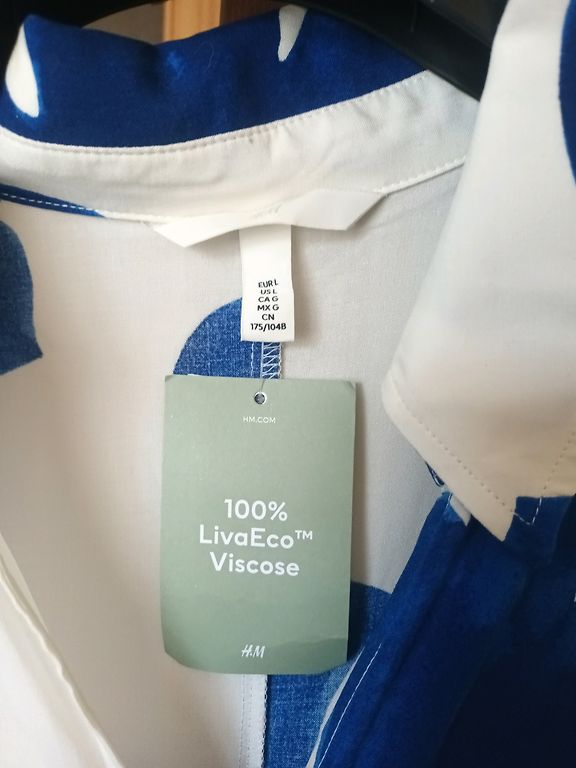 EUR L
US L
CA G
MX G
CN
175/104B
HM.COM
100%
LivaEco™
Viscose
H&M